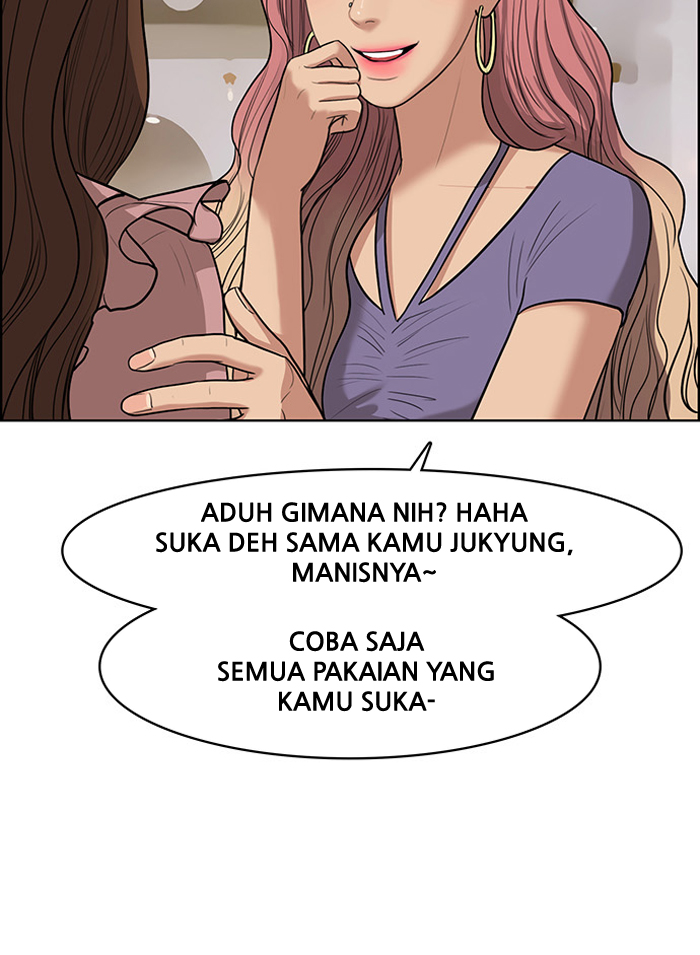 ADUH GIMANA NIH? HAHA
SUKA DEH SAMA KAMU JUKYUNG,
MANISNYA~
COBA SAJA
SEMUA PAKAIAN YANG
KAMU SUKA-